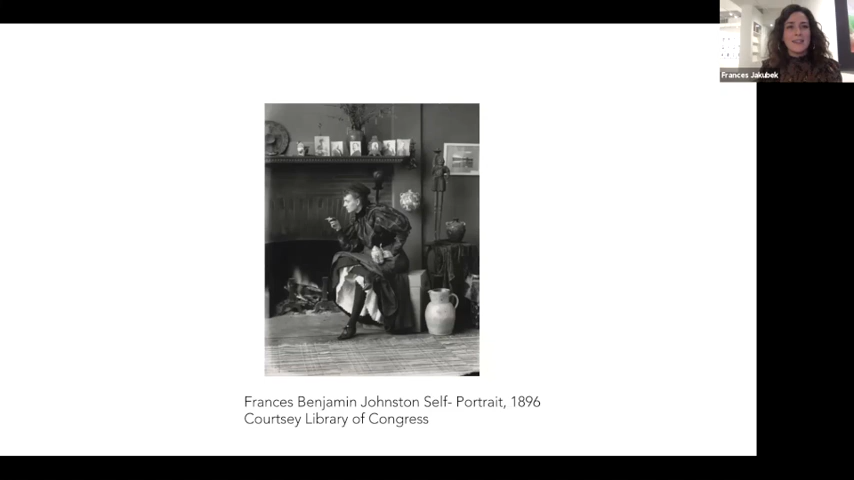 Frances Jakubek
Frances Benjamin Johnston Self- Portrait, 1896
Courtsey Library of Congress